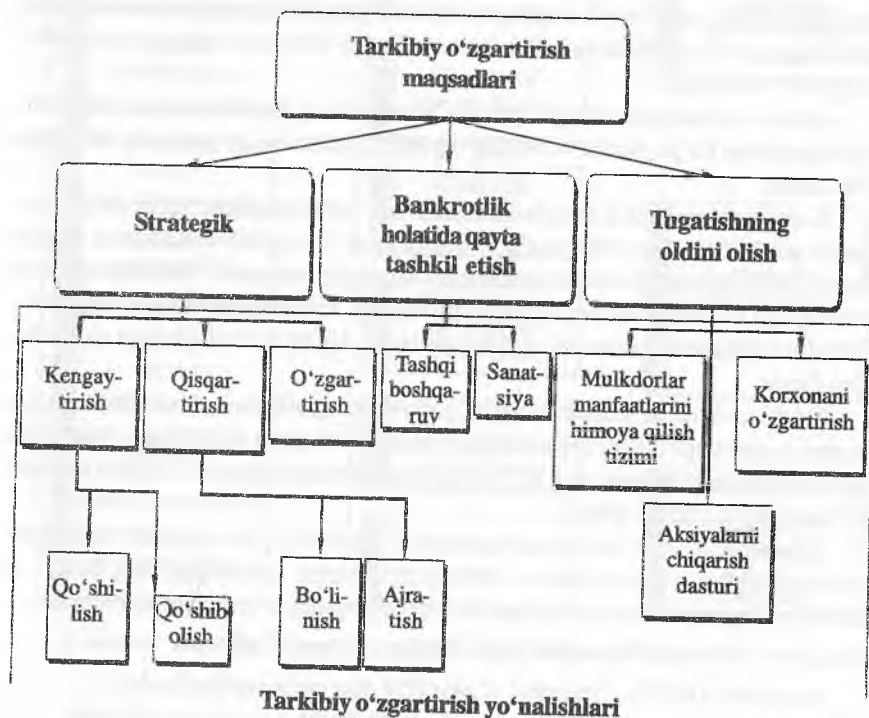 Tarkibiy o‘zgartirish
maqsadlari
Strategik
Bankrotlik
holatida qayta
tashkil etish
Tugatishning
oldini olish
Kengay-
tirish
Qisqar-
tirish
O‘zgar-
tirish
Tashqi
boshqa-
ruv
Sanat-
siya
Mulkdorlar
manfaatlarini
himoya qilish
tizimi
Korxonani
o‘zgartirish
Qo‘shi-
lish
Qo‘shib
olish
Bo‘li-
nish
Ajra-
tish
Aksiyalarni
chiqarish
dasturi
Tarkibiy o‘zgartirish yo‘nalishlari